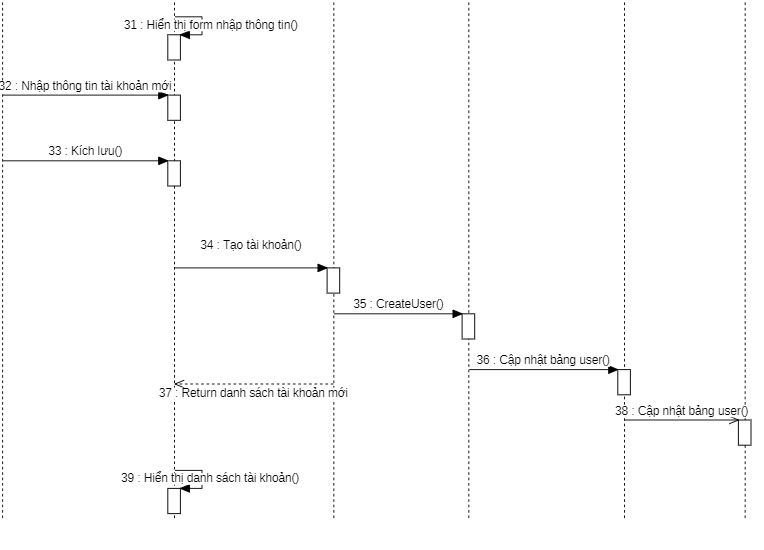 31 : Hiển thị form nhập thông tin()
32 : Nhập thông tin tài khoản mới
33 : Kích lưu()
34 : Tạo tài khoản()
35 : CreateUser()
36 : Cập nhật bảng user()
37 : Return danh sách tài khoản mới
38 : Cập nhật bảng user()
39 : Hiển thị danh sách tài khoản()